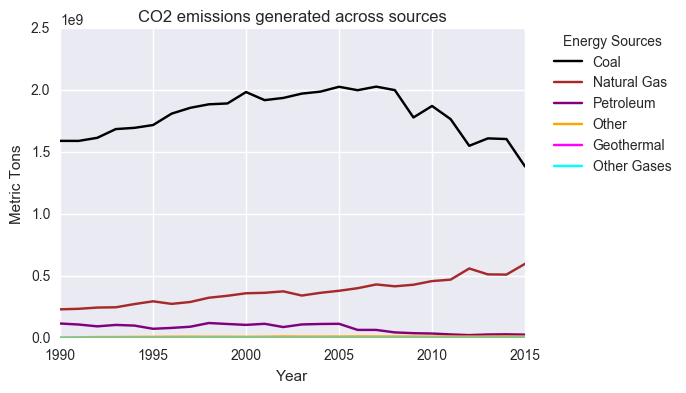 CO2 emissions generated across sources
1e9
2.5
2.0
1.5
1.0
0.5
0.0
Metric Tons
1990
1995
2000
2005
2010
2015
Year
Energy Sources
Coal
Natural Gas
Petroleum
Other
Geothermal
Other Gases